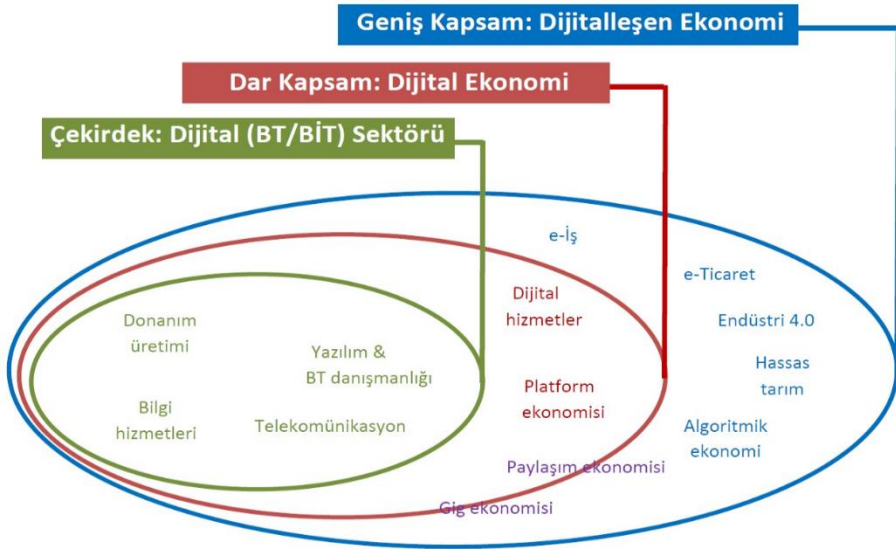 Geniş Kapsam: Dijitalleşen Ekonomi
Dar Kapsam: Dijital Ekonomi
Çekirdek: Dijital (BT/BİT) Sektörü
e-İş
e-Ticaret
Dijital
hizmetler
Endüstri 4.0
Donanım
üretimi
Yazılım &
BT danışmanlığı
Hassas
tarım
Platform
ekonomisi
Bilgi
hizmetleri
Telekomünikasyon
Algoritmik
ekonomi
Paylaşım ekonomisi
Gig ekonomisi